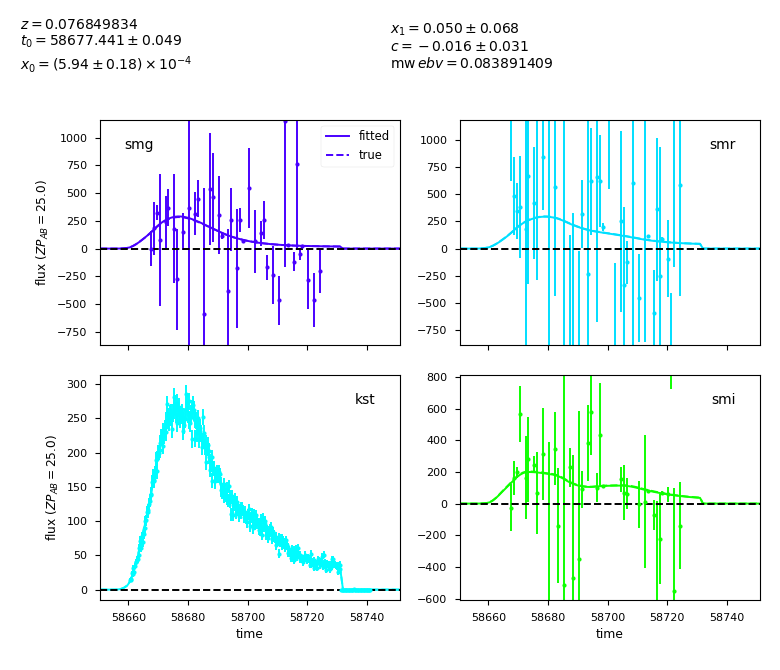 z = 0.076849834
t₀ = 58677.441 ± 0.049
x₀ = (5.94 ± 0.18) × 10⁻⁴
x₁ = 0.050 ± 0.068
c = −0.016 ± 0.031
mw ebv = 0.083891409
smg
fitted
true
1000
750
500
250
0
−250
−500
−750
flux (ZP_AB = 25.0)
smr
1000
750
500
250
0
−250
−500
−750
kst
300
250
200
150
100
50
0
flux (ZP_AB = 25.0)
58660 58680 58700 58720 58740
time
smi
800
600
400
200
0
−200
−400
−600
58660 58680 58700 58720 58740
time